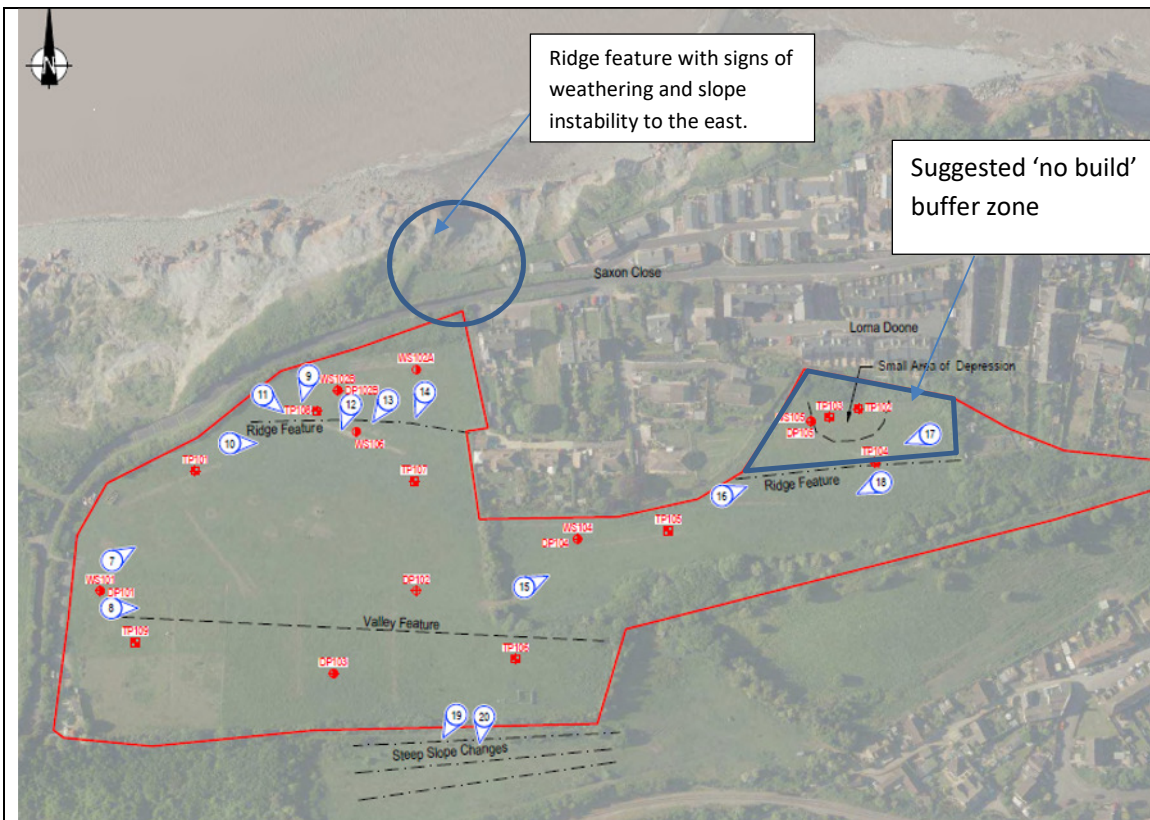 N
Ridge feature with signs of
weathering and slope
instability to the east.
Suggested ‘no build’
buffer zone
Saxon Close
Lorna Doone
Small Area of Depression
WS102A
WS102B
DP102B
9
11
12
13
14
TP108
Ridge Feature
WS106
10
TP101
TP107
TP103
TP102
WS105
DP105
17
TP104
Ridge Feature
16
18
WS104
DP104
TP105
7
WS101
DP101
8
DP102
15
Valley Feature
TP109
TP106
DP103
19
20
Steep Slope Changes